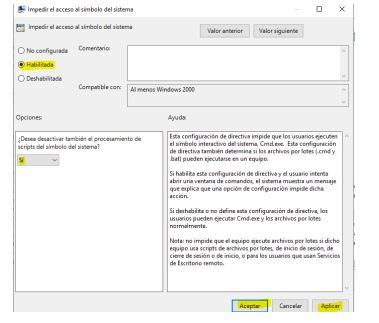 Impedir el acceso al símbolo del sistema
Impedir el acceso al símbolo del sistema
Valor anterior
Valor siguiente
No configurada
Comentario:
Habilitada
Deshabilitada
Compatible con:
Al menos Windows 2000
Opciones:
Ayuda:
¿Desea desactivar también el procesamiento de
scripts del símbolo del sistema?
Sí
Esta configuración de directiva impide que los usuarios ejecuten
el símbolo interactivo del sistema, Cmd.exe. Esta configuración
de directiva también determina si los archivos por lotes (.cmd y
.bat) pueden ejecutarse en un equipo.
Si habilita esta configuración de directiva y el usuario intenta
abrir una ventana de comandos, el sistema muestra un mensaje
que explica que una opción de configuración impide dicha
acción.
Si deshabilita o no define esta configuración de directiva, los
usuarios pueden ejecutar Cmd.exe y los archivos por lotes
normalmente.
Nota: no impide que el equipo ejecute archivos por lotes si dicho
equipo usa scripts de archivos por lotes, de inicio de sesión, de
cierre de sesión o de inicio, o para los usuarios que usan Servicios
de Escritorio remoto.
Aceptar
Cancelar
Aplicar